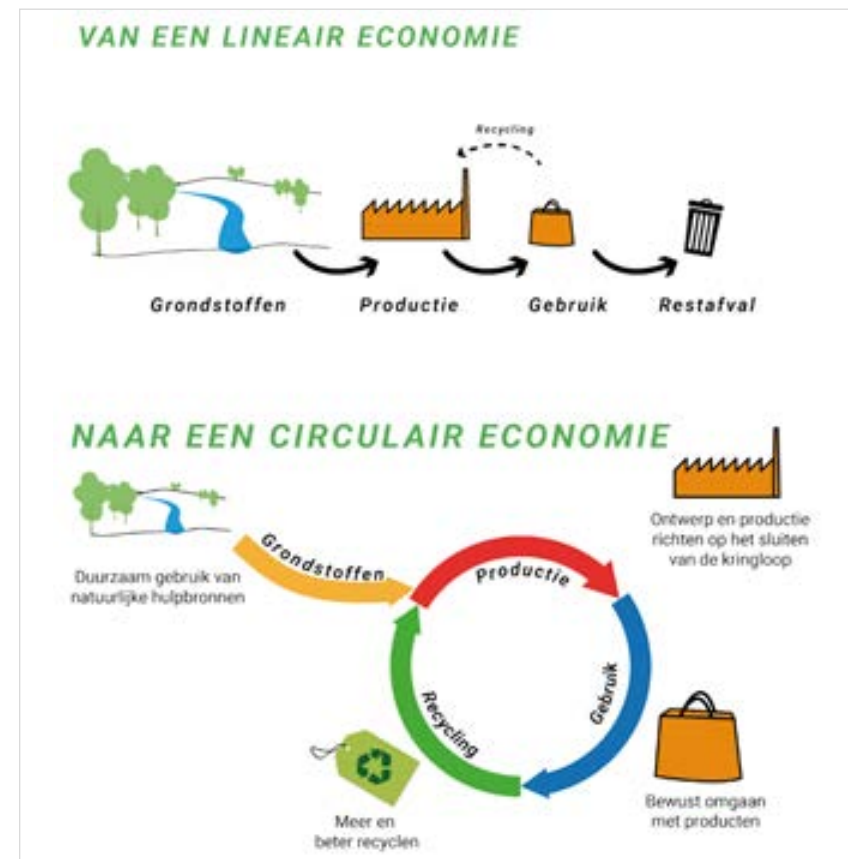 VAN EEN LINEAIR ECONOMIE
Recycling
Grondstoffen
Productie
Gebruik
Restafval
NAAR EEN CIRCULAIR ECONOMIE
Ontwerp en productie
richten op het sluiten
van de kringloop
Duurzaam gebruik van
natuurlijke hulpbronnen
Grondstoffen
Productie
Gebruik
Recycling
Bewust omgaan
met producten
Meer en
beter recyclen